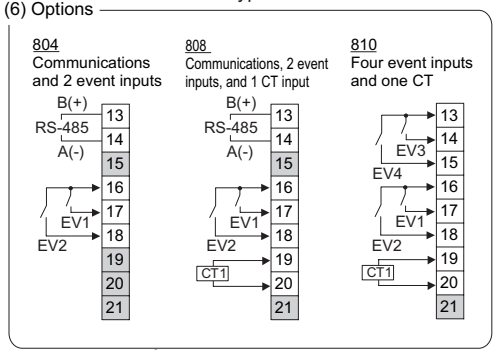 (6) Options
804
Communications
and 2 event inputs
B(+)
RS-485
A(-)
13
14
15
16
17
18
19
20
21
EV1
EV2
808
Communications, 2 event
inputs, and 1 CT input
B(+)
RS-485
A(-)
13
14
15
16
17
18
19
20
21
EV1
EV2
CT1
810
Four event inputs
and one CT
13
14
15
16
17
18
19
20
21
EV3
EV4
EV1
EV2
CT1